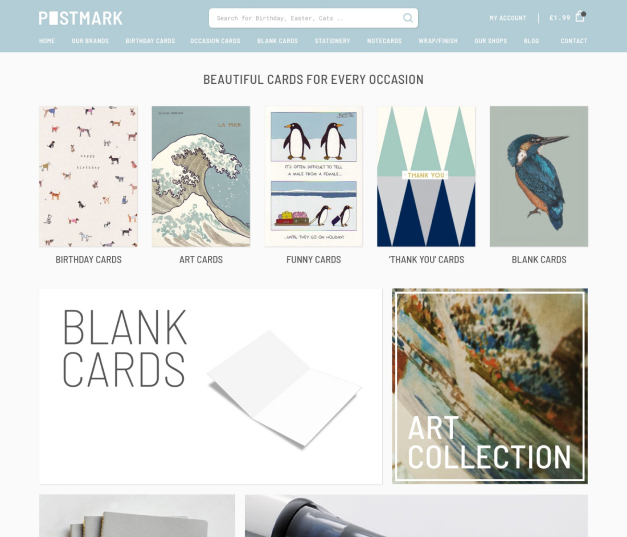 POSTMARK
Search for Birthday, Easter, Cats ..
MY ACCOUNT
£1.99
HOME
OUR BRANDS
BIRTHDAY CARDS
OCCASION CARDS
BLANK CARDS
STATIONERY
NOTECARDS
WRAP/FINISH
OUR SHOPS
BLOG
CONTACT
BEAUTIFUL CARDS FOR EVERY OCCASION
happy
birthday
LA MER
IT'S OFTEN DIFFICULT TO TELL
A MALE FROM A FEMALE...
...UNTIL THEY GO ON HOLIDAY!
THANK YOU
BIRTHDAY CARDS
ART CARDS
FUNNY CARDS
'THANK YOU' CARDS
BLANK CARDS
BLANK
CARDS
ART
COLLECTION